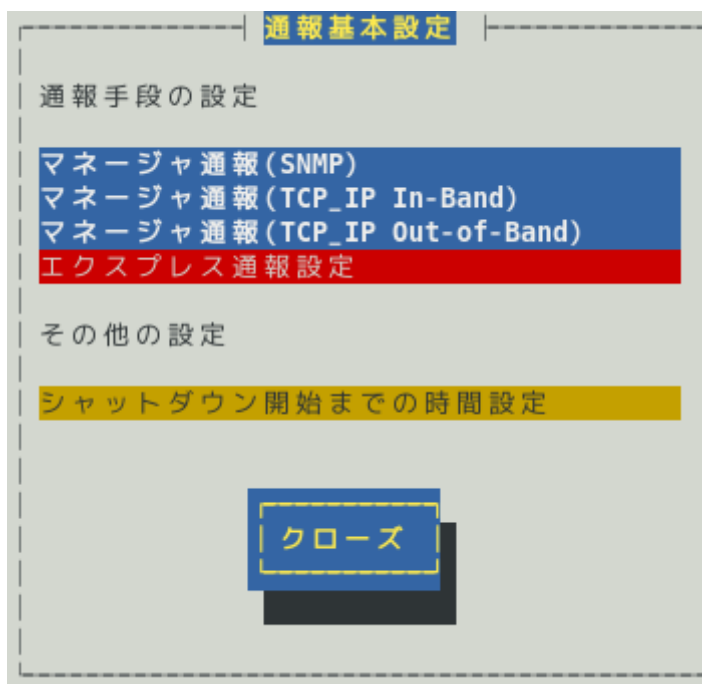 通報基本設定
通報手段の設定
マネージャ通報(SNMP)
マネージャ通報(TCP_IP In-Band)
マネージャ通報(TCP_IP Out-of-Band)
エクスプレス通報設定
その他の設定
シャットダウン開始までの時間設定
クローズ